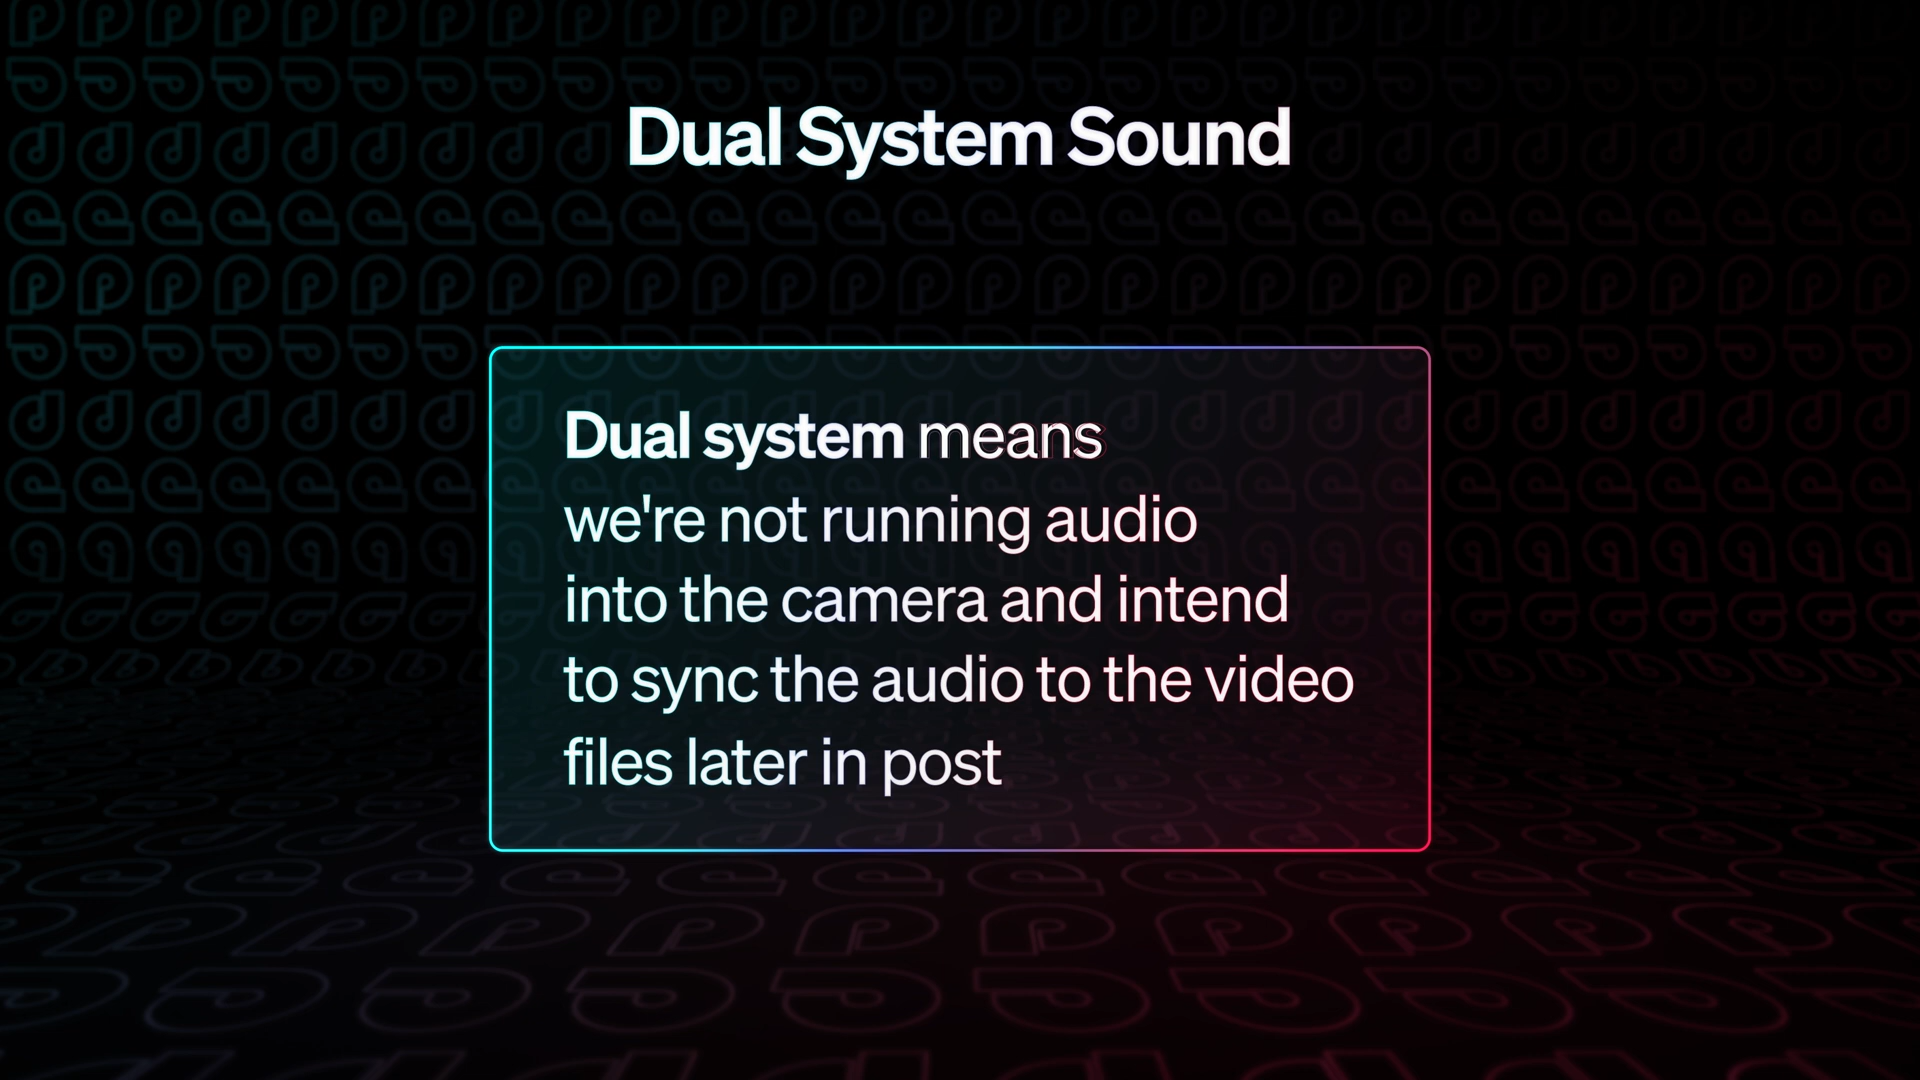 Dual System Sound
Dual system means
we're not running audio
into the camera and intend
to sync the audio to the video
files later in post